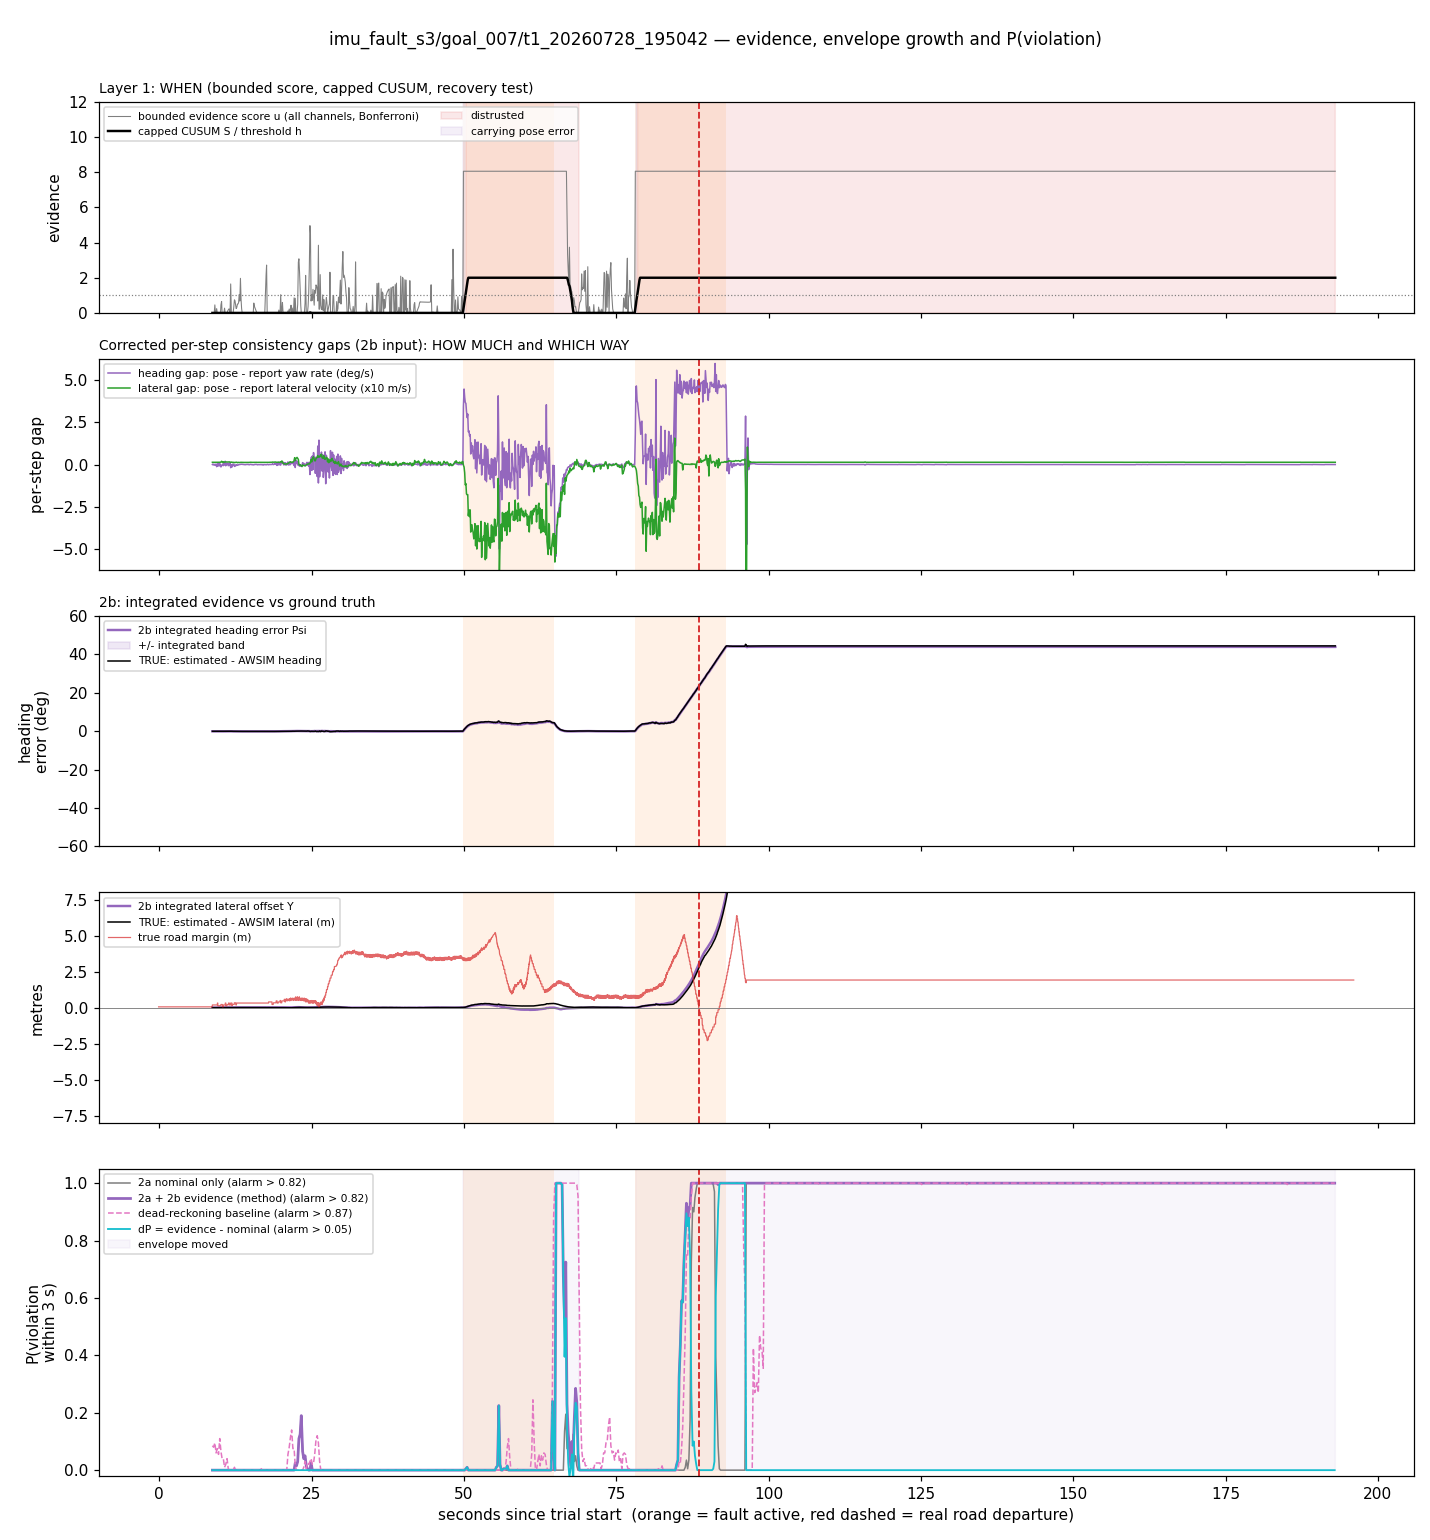 imu_fault_s3/goal_007/t1_20260728_195042 — evidence, envelope growth and P(violation)
Layer 1: WHEN (bounded score, capped CUSUM, recovery test)
bounded evidence score u (all channels, Bonferroni)
capped CUSUM S / threshold h
distrusted
carrying pose error
evidence
12
10
8
6
4
2
0
Corrected per-step consistency gaps (2b input): HOW MUCH and WHICH WAY
heading gap: pose - report yaw rate (deg/s)
lateral gap: pose - report lateral velocity (x10 m/s)
per-step gap
5.0
2.5
0.0
−2.5
−5.0
2b: integrated evidence vs ground truth
2b integrated heading error Psi
+/- integrated band
TRUE: estimated - AWSIM heading
heading
error (deg)
60
40
20
0
−20
−40
−60
2b integrated lateral offset Y
TRUE: estimated - AWSIM lateral (m)
true road margin (m)
metres
7.5
5.0
2.5
0.0
−2.5
−5.0
−7.5
2a nominal only (alarm > 0.82)
2a + 2b evidence (method) (alarm > 0.82)
dead-reckoning baseline (alarm > 0.87)
dP = evidence - nominal (alarm > 0.05)
envelope moved
P(violation
within 3 s)
1.0
0.8
0.6
0.4
0.2
0.0
0 25 50 75 100 125 150 175 200
seconds since trial start  (orange = fault active, red dashed = real road departure)